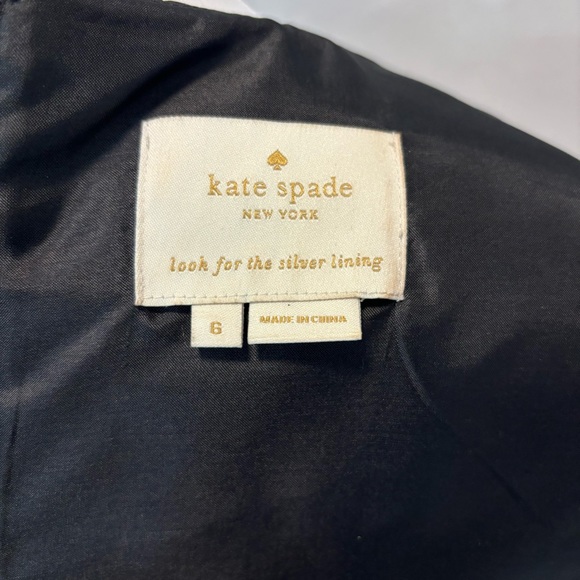 kate spade
NEW YORK
look for the silver lining
6
MADE IN CHINA